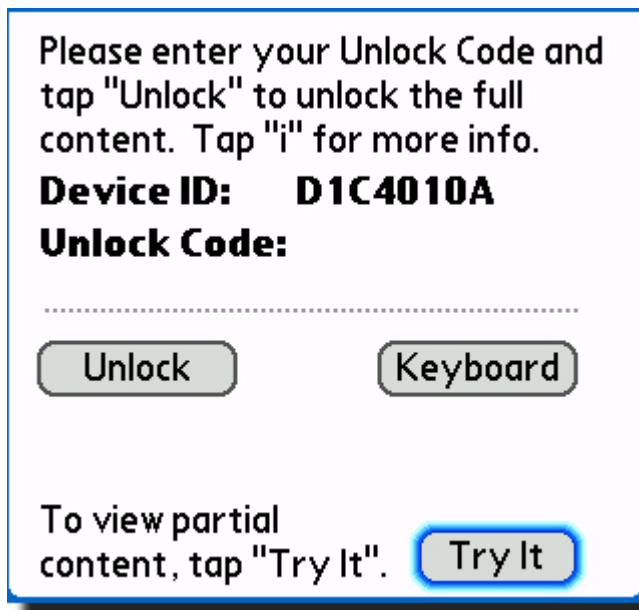 Please enter your Unlock Code and
tap "Unlock" to unlock the full
content. Tap "i" for more info.
Device ID: D1C4010A
Unlock Code:
Unlock Keyboard
To view partial
content, tap "Try It". Try It